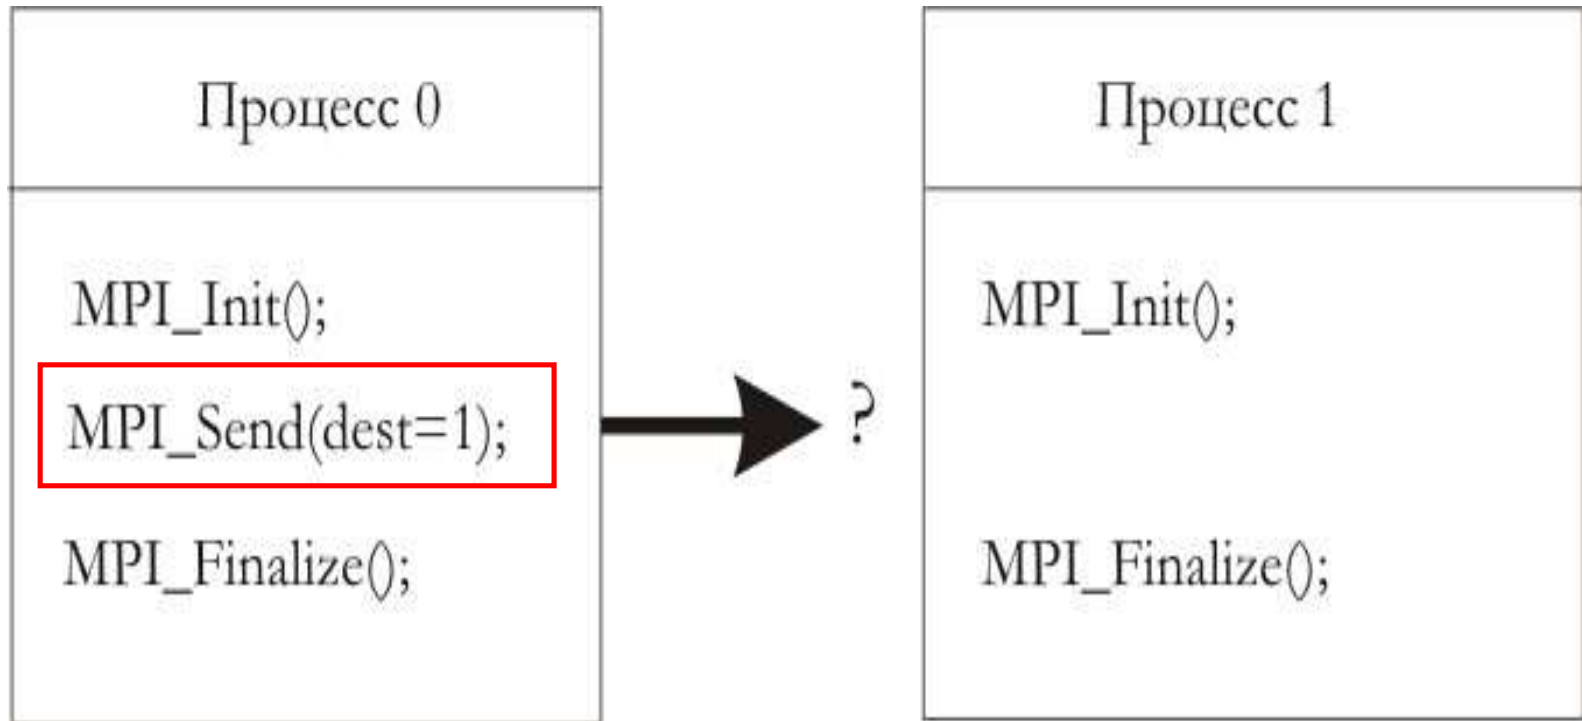 Процесс 0
MPI_Init();
MPI_Send(dest=1);
MPI_Finalize();
?
Процесс 1
MPI_Init();
MPI_Finalize();